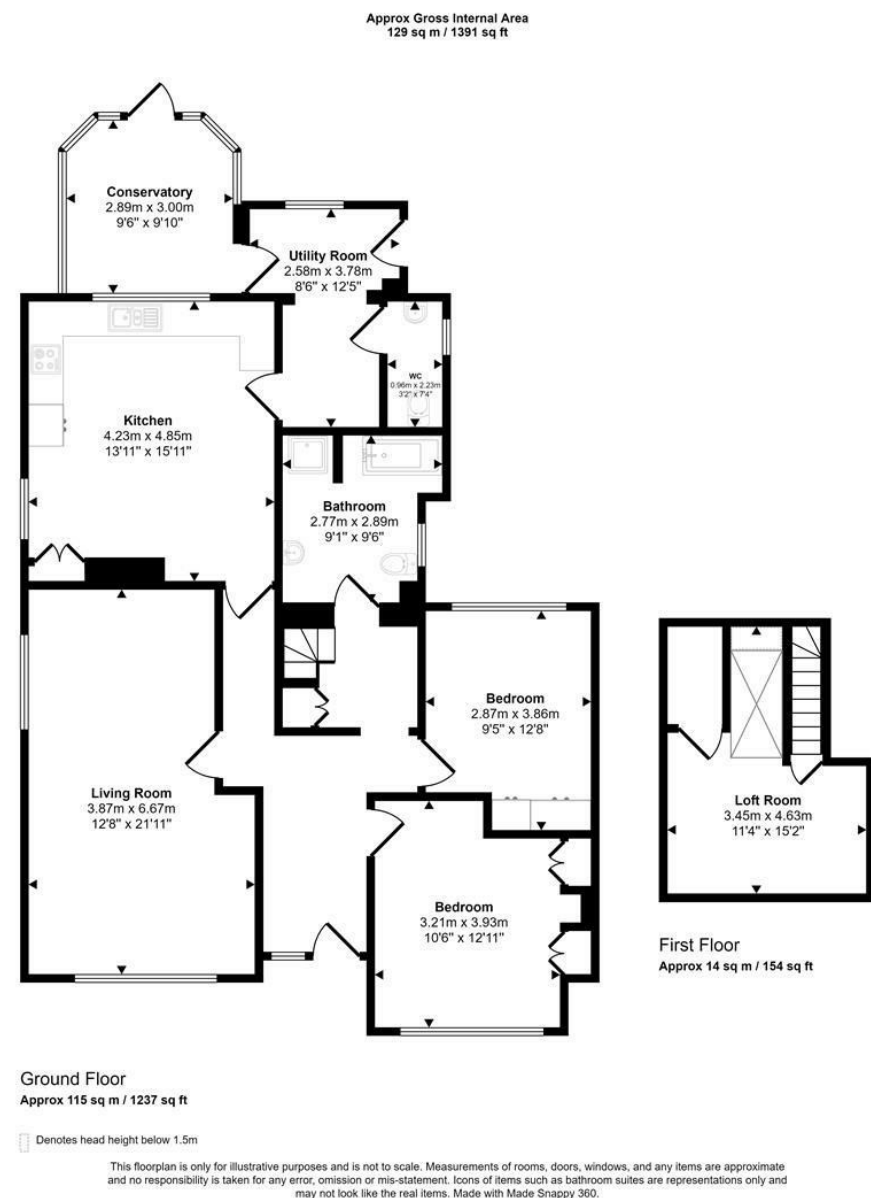 Approx Gross Internal Area
129 sq m / 1391 sq ft
Conservatory
2.89m x 3.00m
9'6" x 9'10"
Utility Room
2.58m x 3.78m
8'6" x 12'5"
WC
0.96m x 2.23m
3'2" x 7'4"
Kitchen
4.23m x 4.85m
13'11" x 15'11"
Bathroom
2.77m x 2.89m
9'1" x 9'6"
Bedroom
2.87m x 3.86m
9'5" x 12'8"
Living Room
3.87m x 6.67m
12'8" x 21'11"
Loft Room
3.45m x 4.63m
11'4" x 15'2"
Bedroom
3.21m x 3.93m
10'6" x 12'11"
First Floor
Approx 14 sq m / 154 sq ft
Ground Floor
Approx 115 sq m / 1237 sq ft
Denotes head height below 1.5m
This floorplan is only for illustrative purposes and is not to scale. Measurements of rooms, doors, windows, and any items are approximate
and no responsibility is taken for any error, omission or mis-statement. Icons of items such as bathroom suites are representations only and
may not look like the real items. Made with Made Snappy 360.